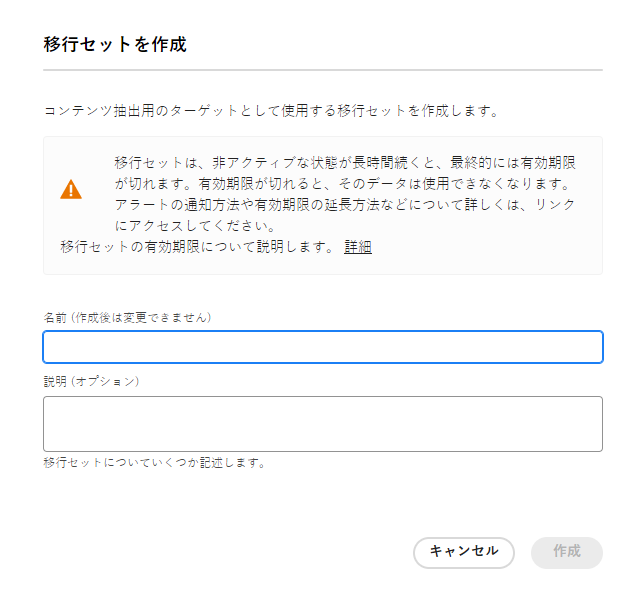 移行セットを作成
コンテンツ抽出用のターゲットとして使用する移行セットを作成します。
移行セットは、非アクティブな状態が長時間続くと、最終的には有効期限
が切れます。有効期限が切れると、そのデータは使用できなくなります。
アラートの通知方法や有効期限の延長方法などについて詳しくは、リンク
にアクセスしてください。
移行セットの有効期限について説明します。 詳細
名前 (作成後は変更できません)
説明 (オプション)
移行セットについていくつか記述します。
キャンセル 作成